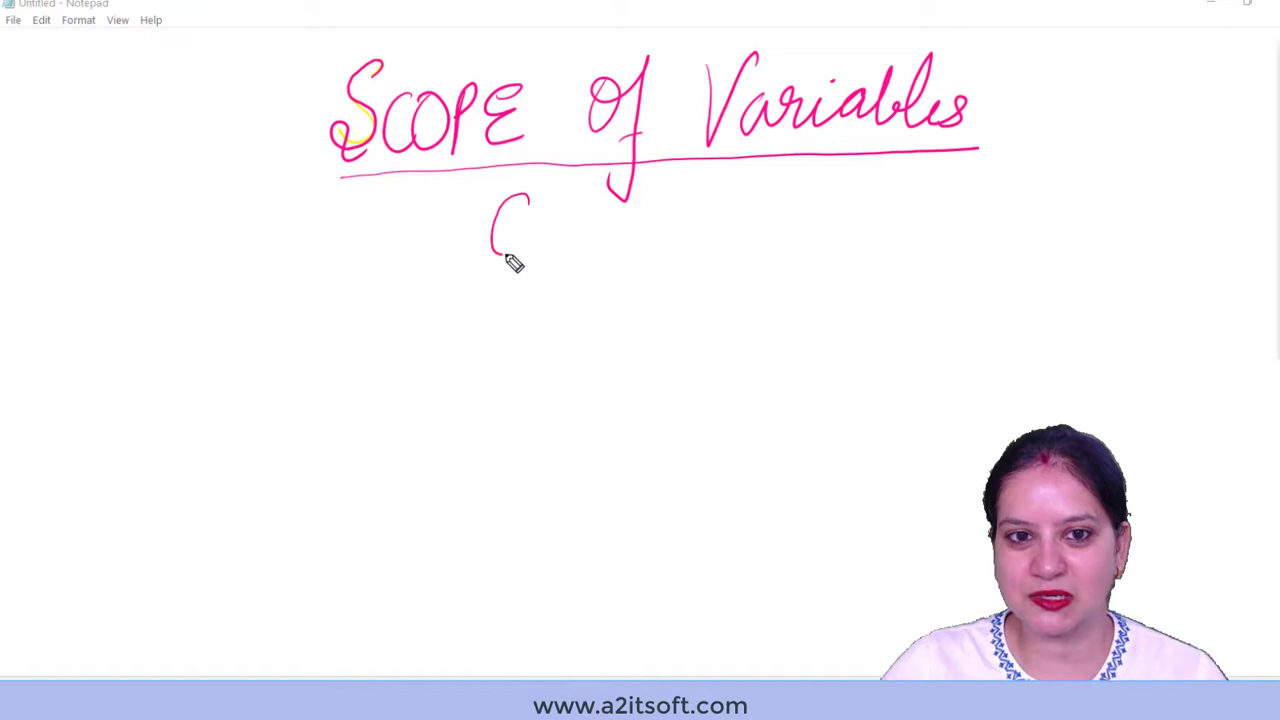 Untitled - Notepad
File Edit Format View Help
SCOPE Of Variables
C
www.a2itsoft.com